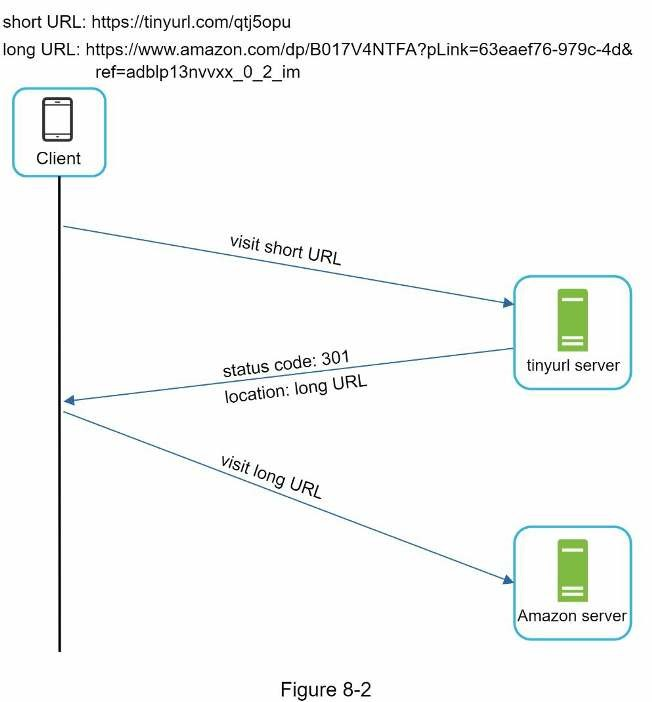 short URL: https://tinyurl.com/qtj5opu
long URL: https://www.amazon.com/dp/B017V4NTFA?pLink=63eaef76-979c-4d&
ref=adblp13nvvxx_0_2_im
Client
visit short URL
tinyurl server
status code: 301
location: long URL
visit long URL
Amazon server
Figure 8-2